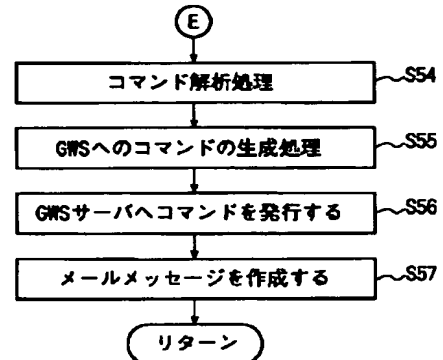 E
コマンド解析処理 S54
GWSへのコマンドの生成処理 S55
GWSサーバへコマンドを発行する S56
メールメッセージを作成する S57
リターン